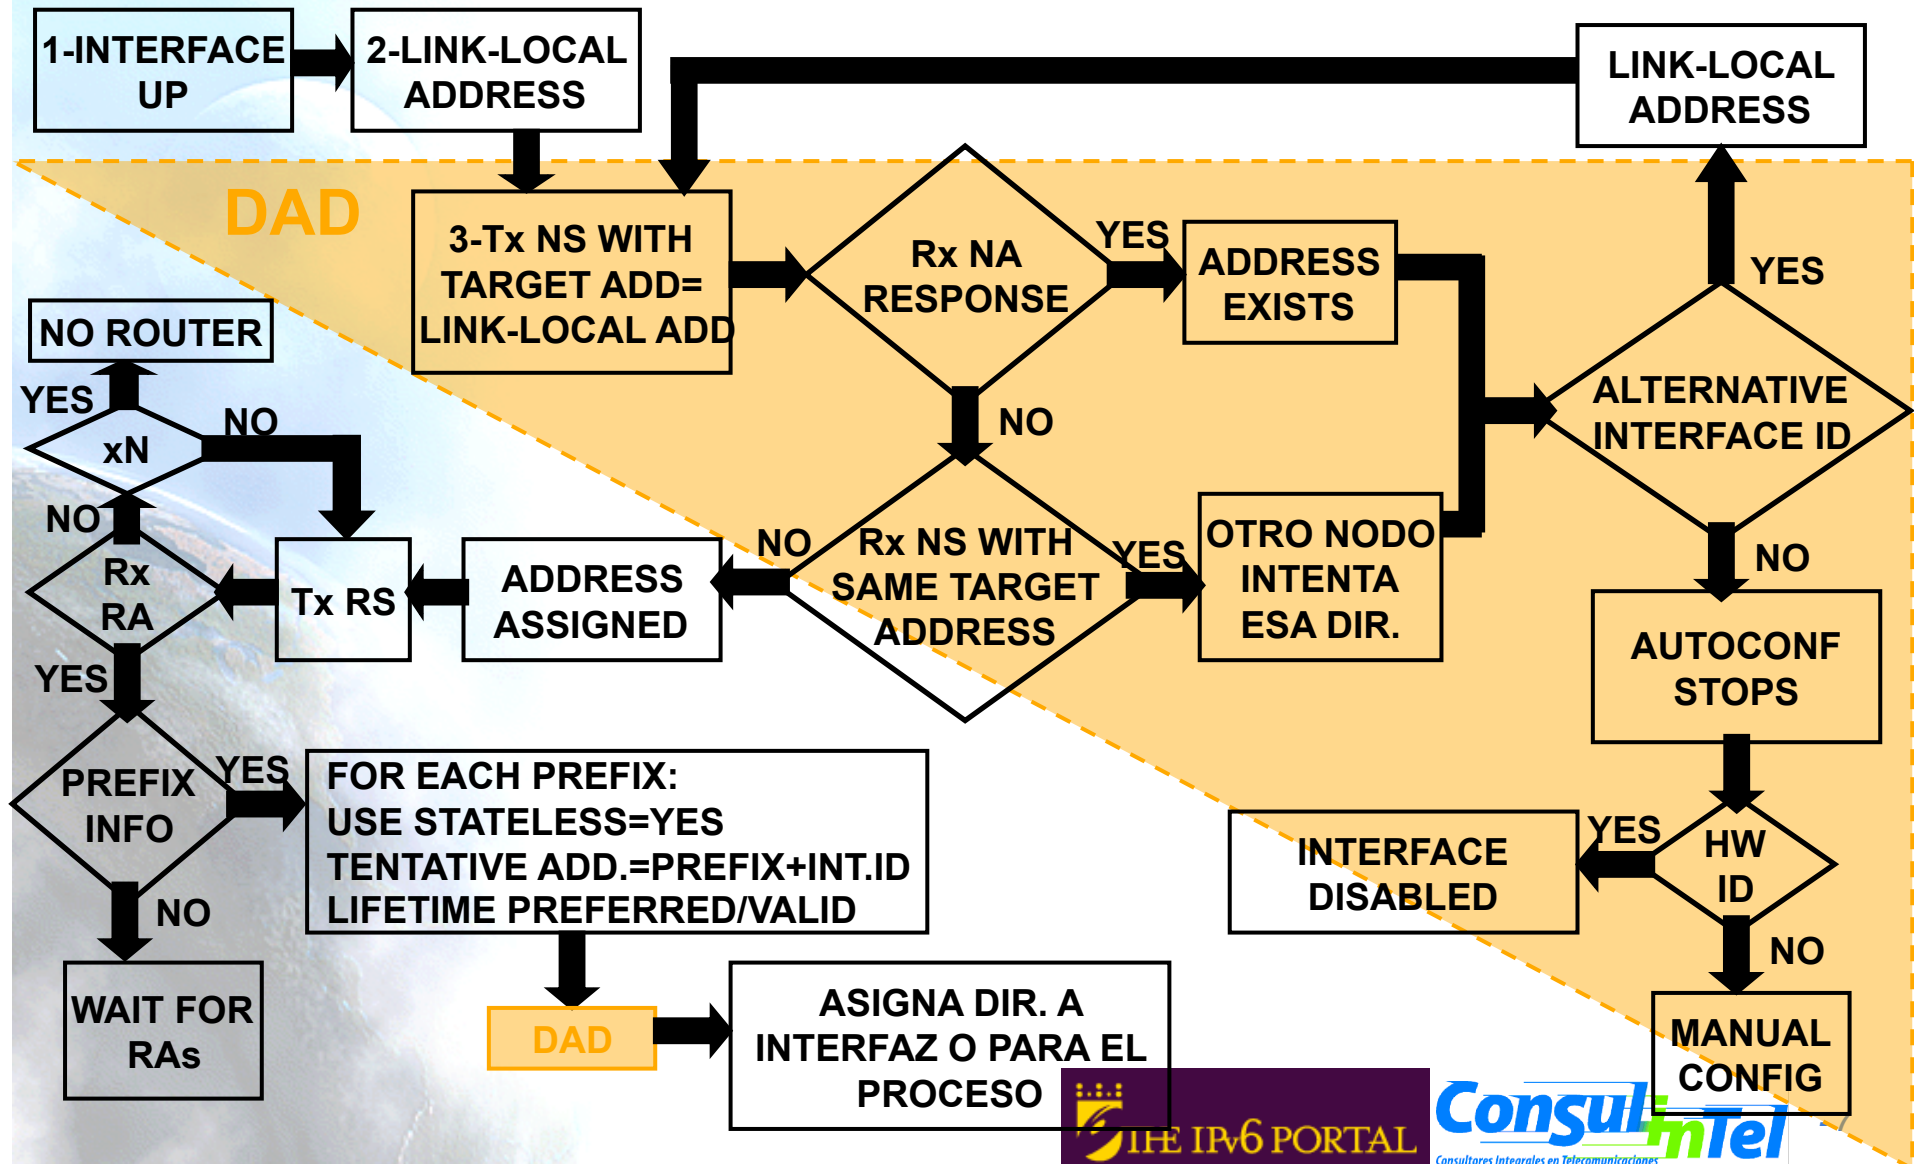 1-INTERFACE
UP
2-LINK-LOCAL
ADDRESS
LINK-LOCAL
ADDRESS
DAD
3-Tx NS WITH
TARGET ADD=
LINK-LOCAL ADD
Rx NA
RESPONSE
YES
ADDRESS
EXISTS
YES
NO ROUTER
YES
xN
NO
NO
ALTERNATIVE
INTERFACE ID
NO
Rx
RA
Tx RS
ADDRESS
ASSIGNED
NO
Rx NS WITH
SAME TARGET
ADDRESS
YES
OTRO NODO
INTENTA
ESA DIR.
NO
AUTOCONF
STOPS
YES
PREFIX
INFO
YES
FOR EACH PREFIX:
USE STATELESS=YES
TENTATIVE ADD.=PREFIX+INT.ID
LIFETIME PREFERRED/VALID
INTERFACE
DISABLED
YES
HW
ID
NO
NO
WAIT FOR
RAs
DAD
ASIGNA DIR. A
INTERFAZ O PARA EL
PROCESO
MANUAL
CONFIG
THE IPv6 PORTAL
ConsulinTel
Consultores Integrales en Telecomunicaciones